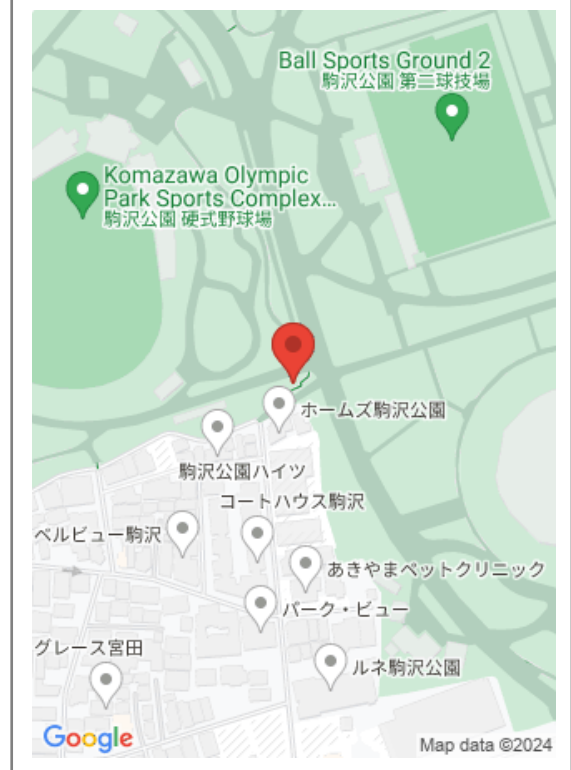 Ball Sports Ground 2
駒沢公園 第二球技場
Komazawa Olympic
Park Sports Complex...
駒沢公園 硬式野球場
ホームズ駒沢公園
駒沢公園ハイツ
コートハウス駒沢
ベルビュー駒沢
あきやまペットクリニック
パーク・ビュー
グレース宮田
ルネ駒沢公園
Google
Map data ©2024